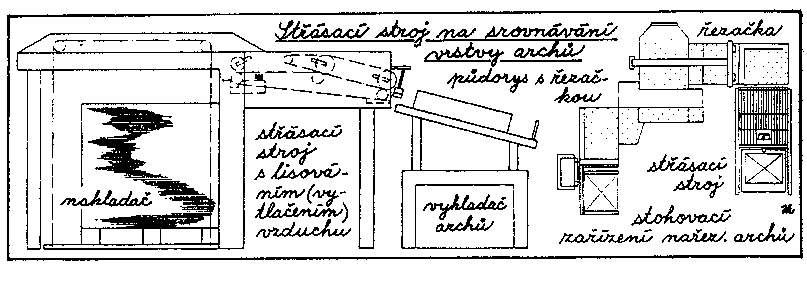 Střásací stroj na srovnávání
vrstvy archů
půdorys s řezač-
kou
řezačka
nakladač
střásací
stroj
s lisová-
ním (vy-
tlačením)
vzduchu
vykladač
archů
střásací
stroj
stohovací
zařízení nařez. archů